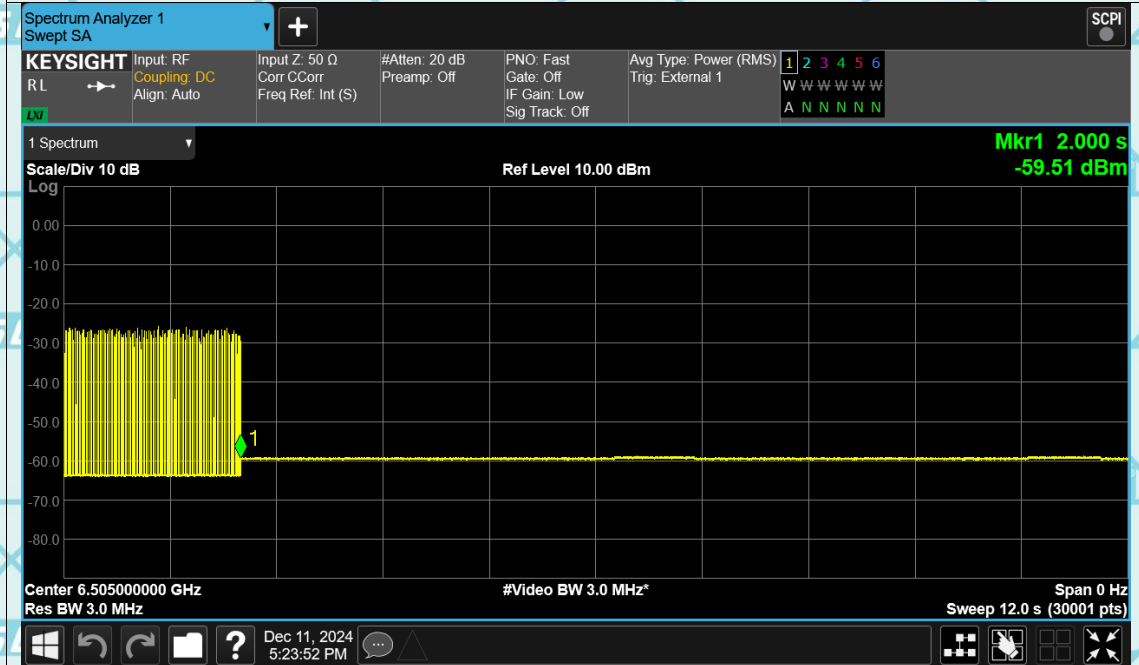 Spectrum Analyzer 1
Swept SA
+
SCPI
KEYSIGHT
R L
LXI
Input: RF
Coupling: DC
Align: Auto
Input Z: 50 Ω
Corr CCorr
Freq Ref: Int (S)
#Atten: 20 dB
Preamp: Off
PNO: Fast
Gate: Off
IF Gain: Low
Sig Track: Off
Avg Type: Power (RMS)
Trig: External 1
1 2 3 4 5 6
W W W W W W
A N N N N N
1 Spectrum
Mkr1 2.000 s
Scale/Div 10 dB
Ref Level 10.00 dBm
-59.51 dBm
Log
0.00
-10.0
-20.0
-30.0
-40.0
-50.0
1
-60.0
-70.0
-80.0
Center 6.505000000 GHz
#Video BW 3.0 MHz*
Span 0 Hz
Res BW 3.0 MHz
Sweep 12.0 s (30001 pts)
?
Dec 11, 2024
5:23:52 PM